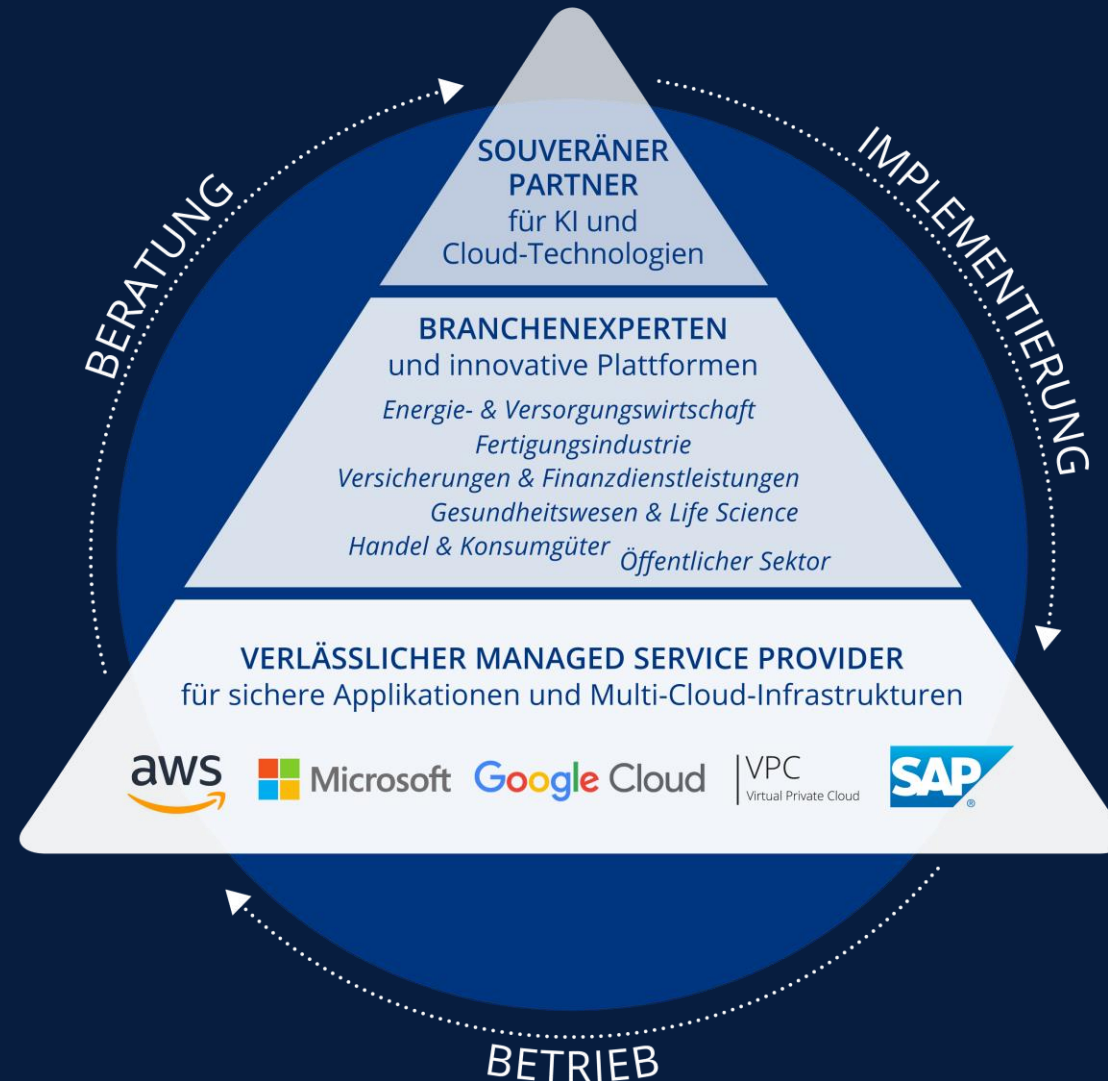 BERATUNG
IMPLEMENTIERUNG
SOUVERÄNER
PARTNER
für KI und
Cloud-Technologien
BRANCHENEXPERTEN
und innovative Plattformen
Energie- & Versorgungswirtschaft
Fertigungsindustrie
Versicherungen & Finanzdienstleistungen
Gesundheitswesen & Life Science
Handel & Konsumgüter
Öffentlicher Sektor
VERLÄSSLICHER MANAGED SERVICE PROVIDER
für sichere Applikationen und Multi-Cloud-Infrastrukturen
aws
Microsoft
Google Cloud
VPC
Virtual Private Cloud
SAP®
BETRIEB